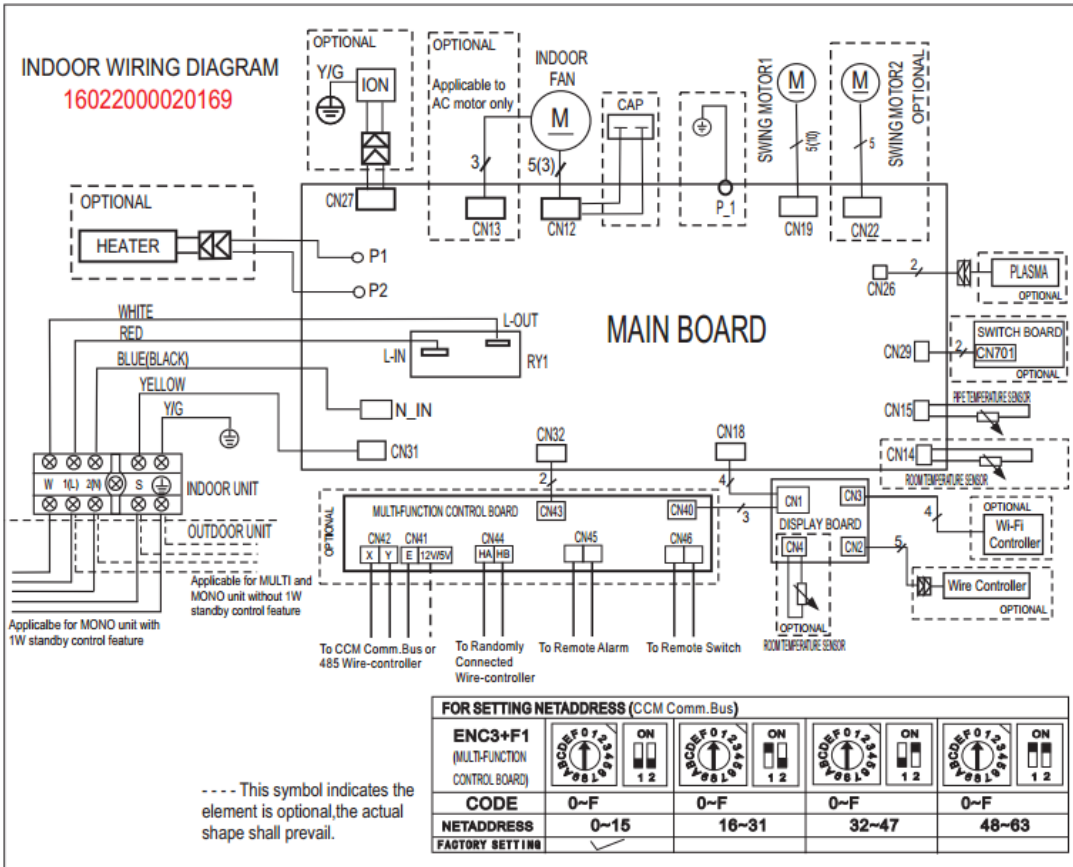 INDOOR WIRING DIAGRAM
16022000020169
OPTIONAL
Y/G
ION
CN27
OPTIONAL
Applicable to
AC motor only
3
CN13
INDOOR
FAN
M
5(3)
CN12
CAP
P_1
SWING MOTOR1
M
5(10)
CN19
SWING MOTOR2
OPTIONAL
M
5
CN22
OPTIONAL
HEATER
P1
P2
CN26
2
PLASMA
OPTIONAL
WHITE
RED
BLUE(BLACK)
YELLOW
Y/G
L-OUT
L-IN
RY1
MAIN BOARD
N_IN
CN31
CN29
2
SWITCH BOARD
CN701
OPTIONAL
CN15
PIPE TEMPERATURE SENSOR
CN14
ROOM TEMPERATURE SENSOR
W 1(L) 2(N) S
INDOOR UNIT
OUTDOOR UNIT
Applicable for MULTI and
MONO unit without 1W
standby control feature
Applicalbe for MONO unit with
1W standby control feature
CN32
2
CN18
4
OPTIONAL
MULTI-FUNCTION CONTROL BOARD
CN43
CN40
3
CN42 CN41 CN44 CN45 CN46
X Y E 12W5V HA HB
To CCM Comm.Bus or
485 Wire-controller
To Randomly
Connected
Wire-controller
To Remote Alarm
To Remote Switch
CN1
CN3
DISPLAY BOARD
CN4
CN2
OPTIONAL
ROOM TEMPERATURE SENSOR
4
OPTIONAL
Wi-Fi
Controller
5
Wire Controller
OPTIONAL
FOR SETTING NETADDRESS (CCM Comm.Bus)
ENC3+F1
(MULTI-FUNCTION
CONTROL BOARD)
0123456789ABCDEF
ON
1 2
0123456789ABCDEF
ON
1 2
0123456789ABCDEF
ON
1 2
0123456789ABCDEF
ON
1 2
CODE 0~F 0~F 0~F 0~F
NETADDRESS 0~15 16~31 32~47 48~63
FACTORY SETTING
- - - - This symbol indicates the
element is optional,the actual
shape shall prevail.